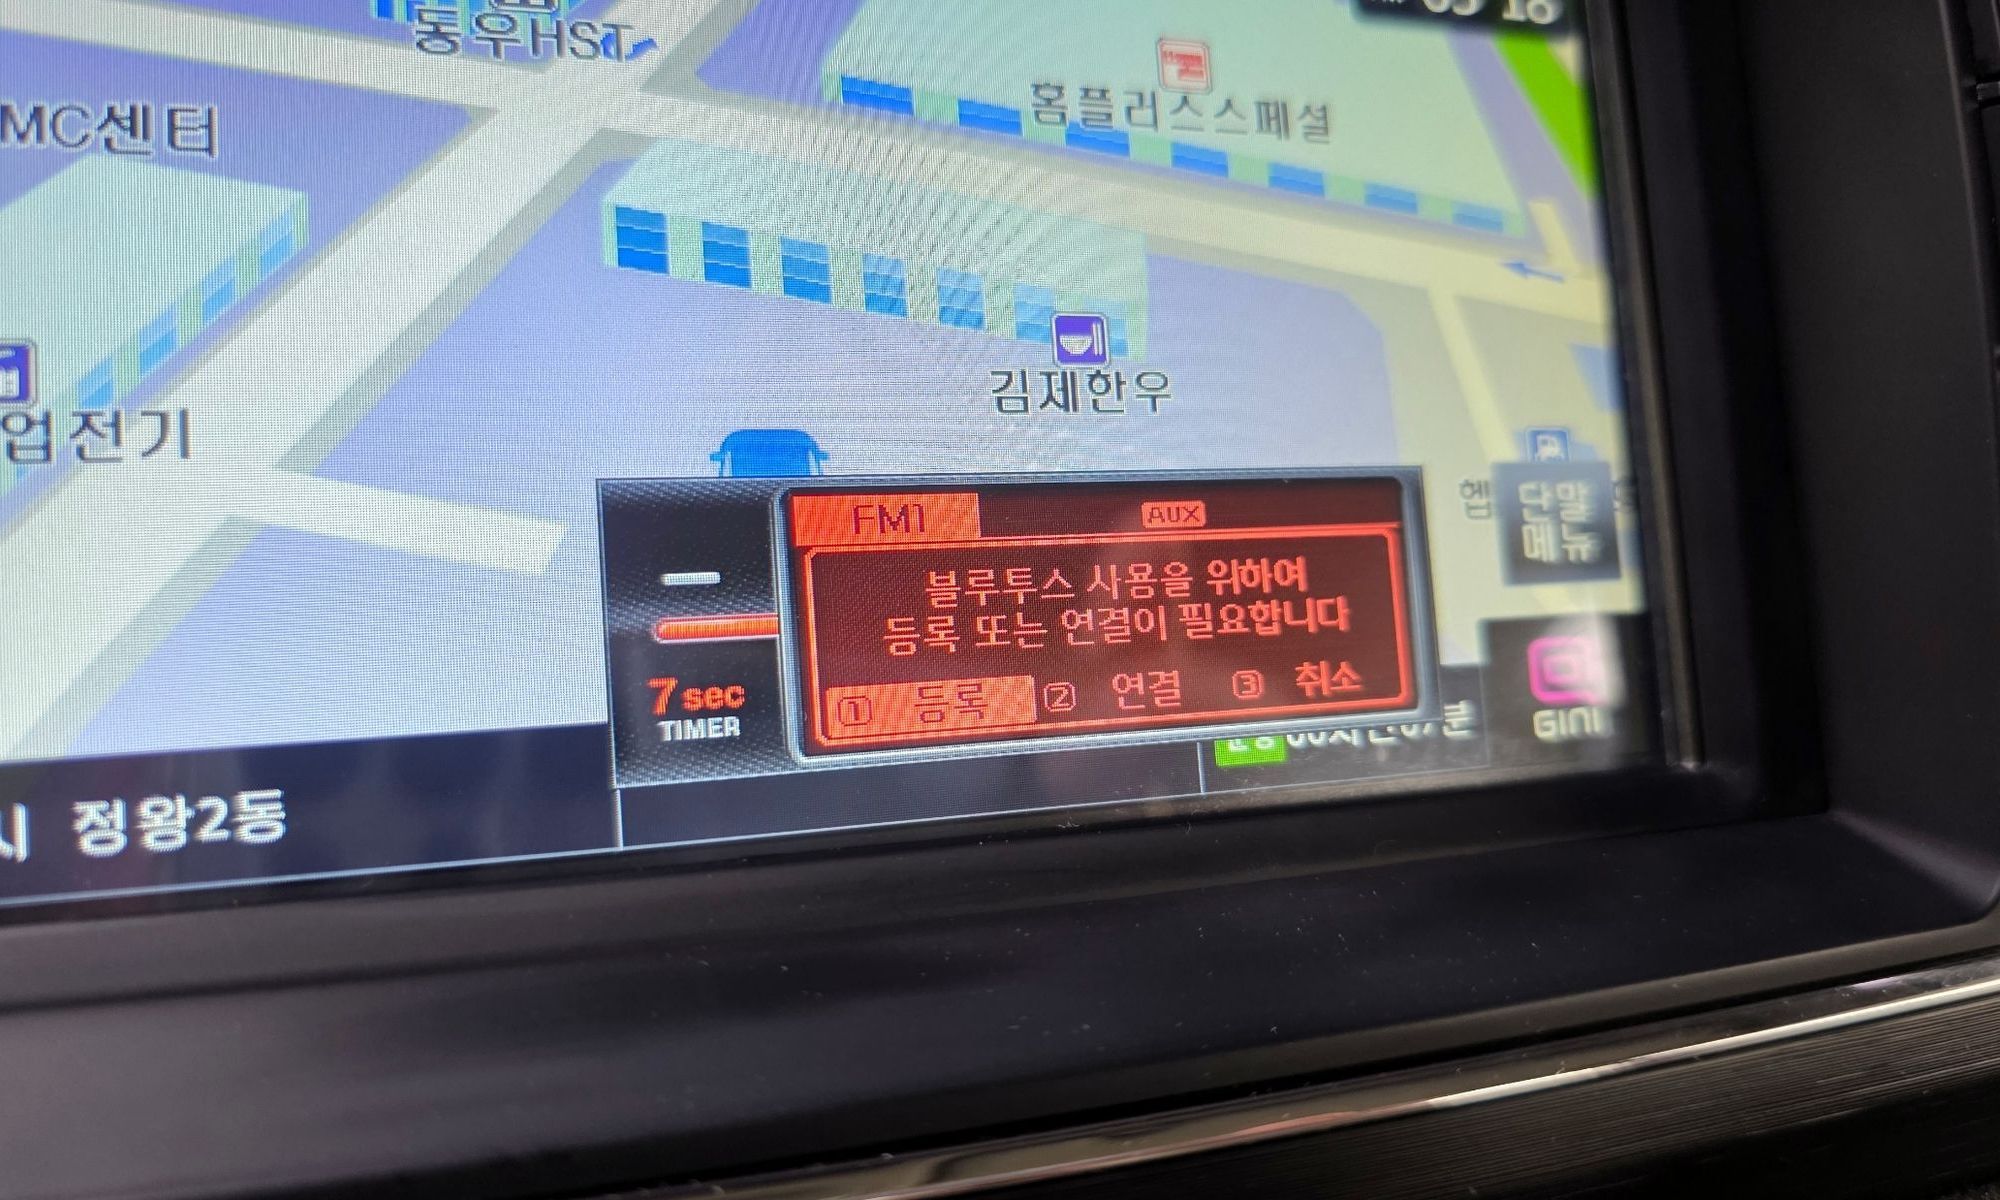 동우HST
홈플러스스페셜
MC센터
김제한우
업전기
단말
메뉴
FM1 AUX
블루투스 사용을 위하여
등록 또는 연결이 필요합니다
① 등록 ② 연결 ③ 취소
7 sec
TIMER
GINI
시 정왕2동